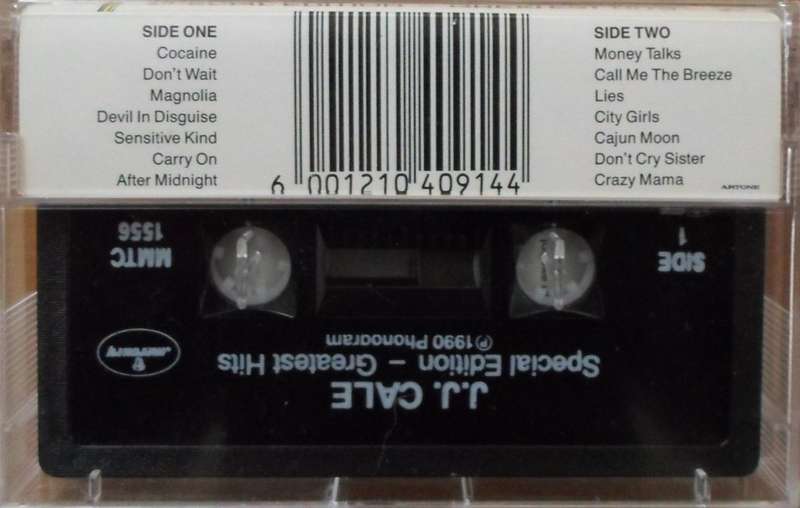 SIDE ONE
Cocaine
Don't Wait
Magnolia
Devil In Disguise
Sensitive Kind
Carry On
After Midnight
6 001210 409144
SIDE TWO
Money Talks
Call Me The Breeze
Lies
City Girls
Cajun Moon
Don't Cry Sister
Crazy Mama
ARTONE
J.J. CALE
Special Edition – Greatest Hits
℗ 1990 Phonogram
Mercury
SIDE
1
MMTC
1556